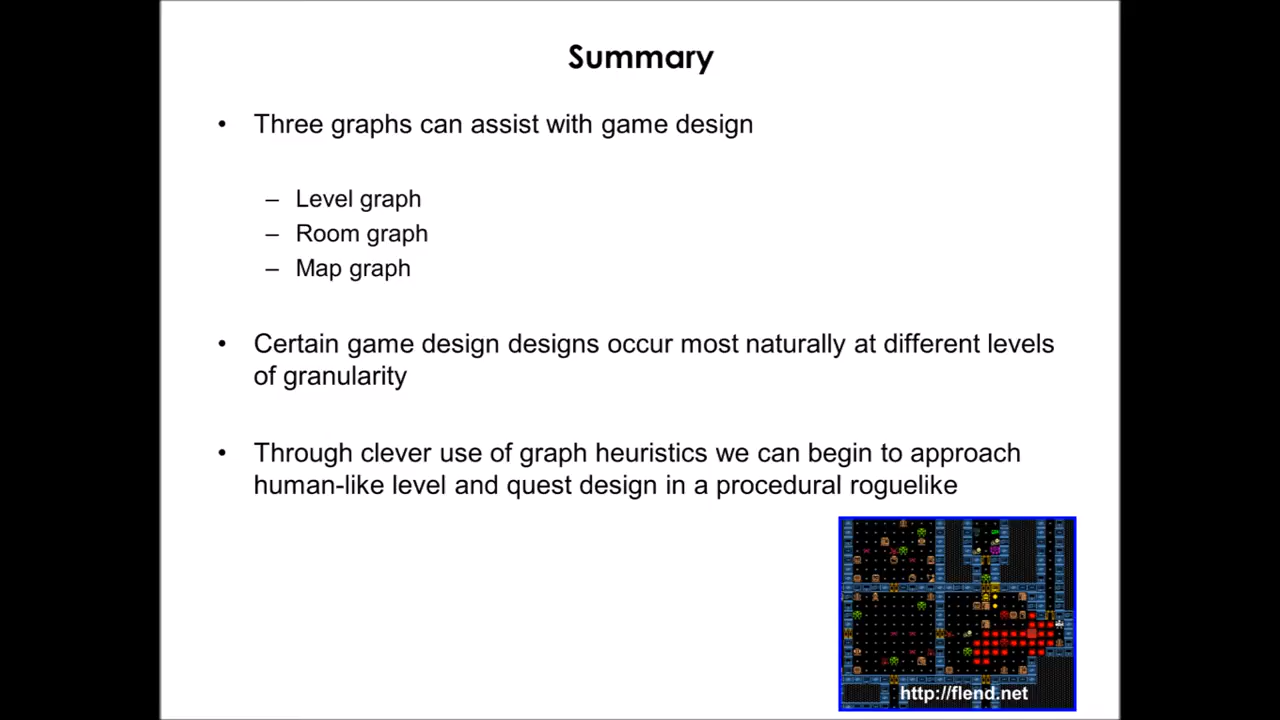 Summary
• Three graphs can assist with game design
– Level graph
– Room graph
– Map graph
• Certain game design designs occur most naturally at different levels
of granularity
• Through clever use of graph heuristics we can begin to approach
human-like level and quest design in a procedural roguelike
http://flend.net